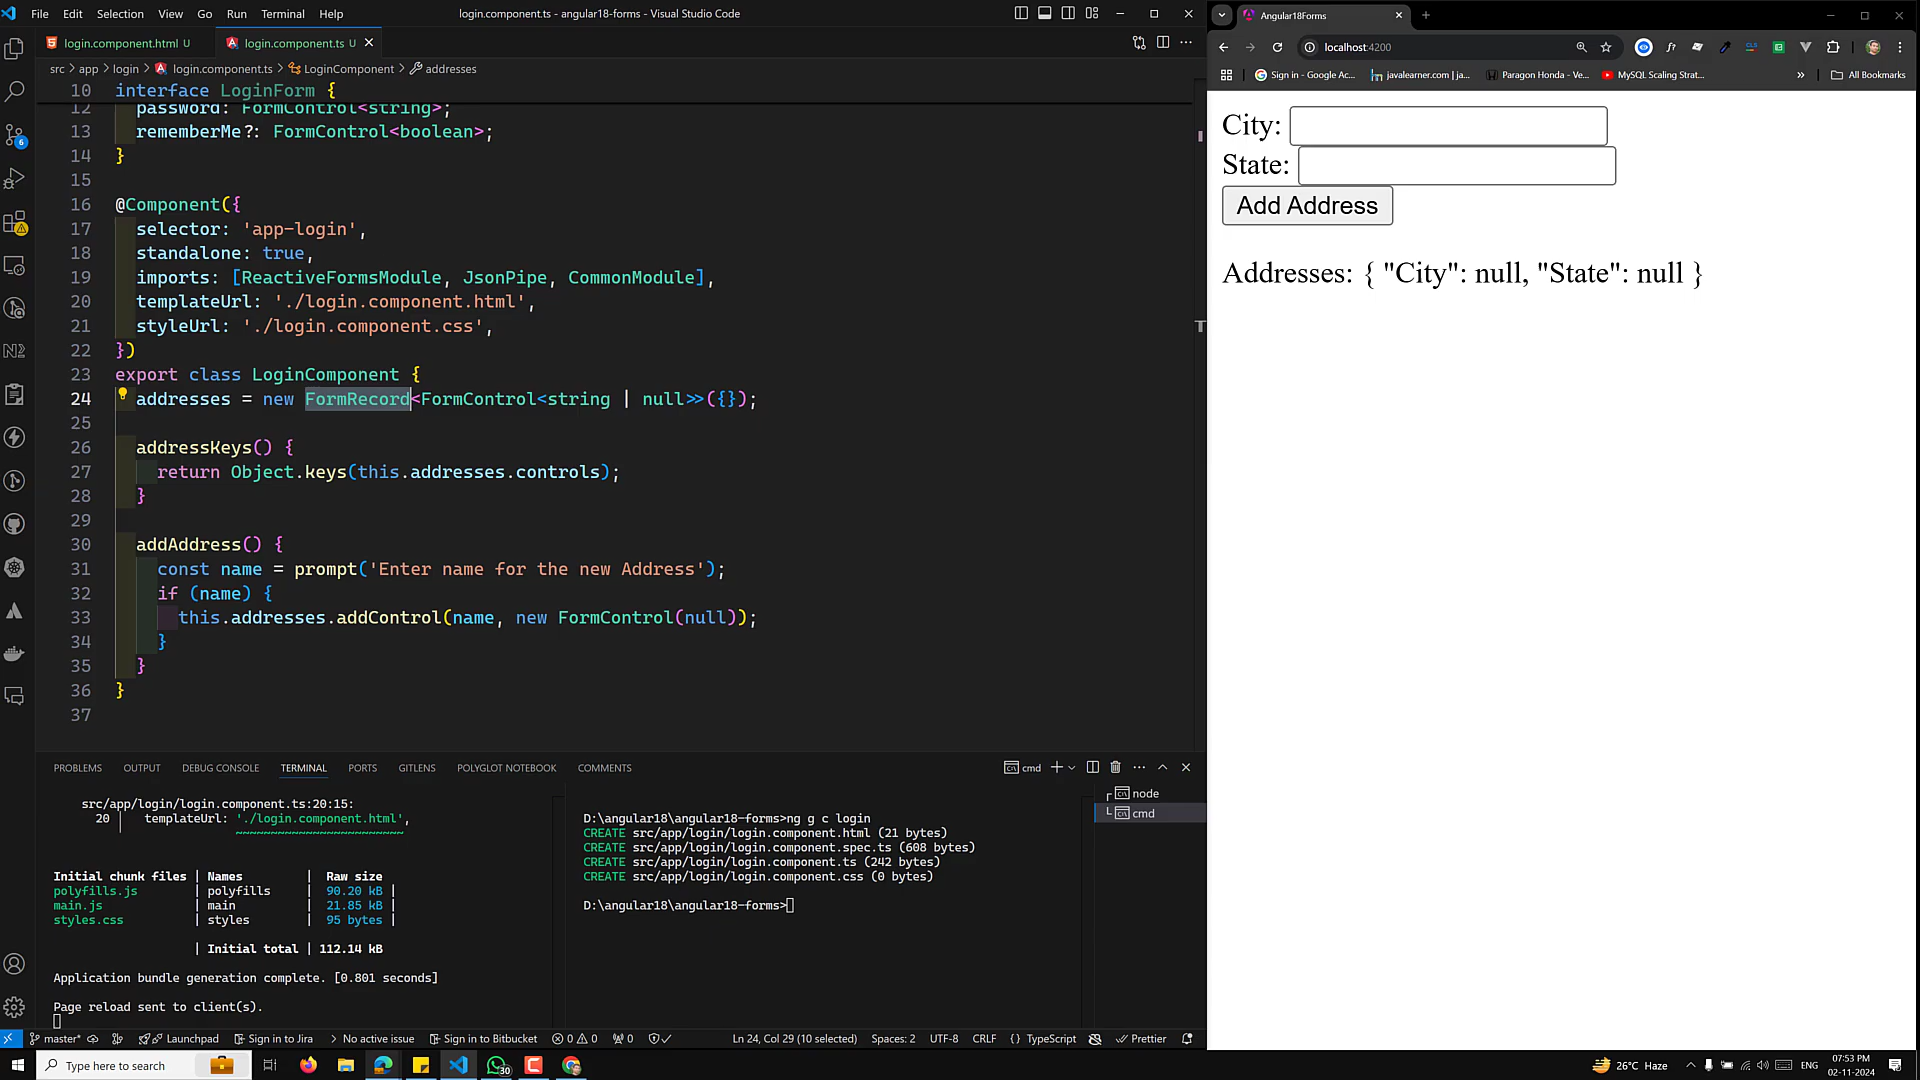 File Edit Selection View Go Run Terminal Help
login.component.ts - angular18-forms - Visual Studio Code
login.component.html U
login.component.ts U
src > app > login > login.component.ts > LoginComponent > addresses
10 interface LoginForm {
12 password: FormControl<string>;
13 rememberMe?: FormControl<boolean>;
14 }
15
16 @Component({
17 selector: 'app-login',
18 standalone: true,
19 imports: [ReactiveFormsModule, JsonPipe, CommonModule],
20 templateUrl: './login.component.html',
21 styleUrl: './login.component.css',
22 })
23 export class LoginComponent {
24 addresses = new FormRecord<FormControl<string | null>>({});
25
26 addressKeys() {
27 return Object.keys(this.addresses.controls);
28 }
29
30 addAddress() {
31 const name = prompt('Enter name for the new Address');
32 if (name) {
33 this.addresses.addControl(name, new FormControl(null));
34 }
35 }
36 }
37
6
PROBLEMS OUTPUT DEBUG CONSOLE TERMINAL PORTS GITLENS POLYGLOT NOTEBOOK COMMENTS
cmd
src/app/login/login.component.ts:20:15:
20 │ templateUrl: './login.component.html',
~~~~~~~~~~~~~~~~~~~~~~~~
Initial chunk files | Names | Raw size
polyfills.js | polyfills | 90.20 kB |
main.js | main | 21.85 kB |
styles.css | styles | 95 bytes |
| Initial total | 112.14 kB
Application bundle generation complete. [0.801 seconds]
Page reload sent to client(s).
D:\angular18\angular18-forms>ng g c login
CREATE src/app/login/login.component.html (21 bytes)
CREATE src/app/login/login.component.spec.ts (608 bytes)
CREATE src/app/login/login.component.ts (242 bytes)
CREATE src/app/login/login.component.css (0 bytes)
D:\angular18\angular18-forms>
node
cmd
master* Launchpad Sign in to Jira No active issue Sign in to Bitbucket 0 0 0
Ln 24, Col 29 (10 selected) Spaces: 2 UTF-8 CRLF {} TypeScript Prettier
Angular18Forms
localhost:4200
Sign in - Google Ac... javalearner.com | ja... Paragon Honda - Ve... MySQL Scaling Strat... » All Bookmarks
City:
State:
Add Address
Addresses: { "City": null, "State": null }
Type here to search
30
26°C Haze
ENG
07:53 PM
02-11-2024